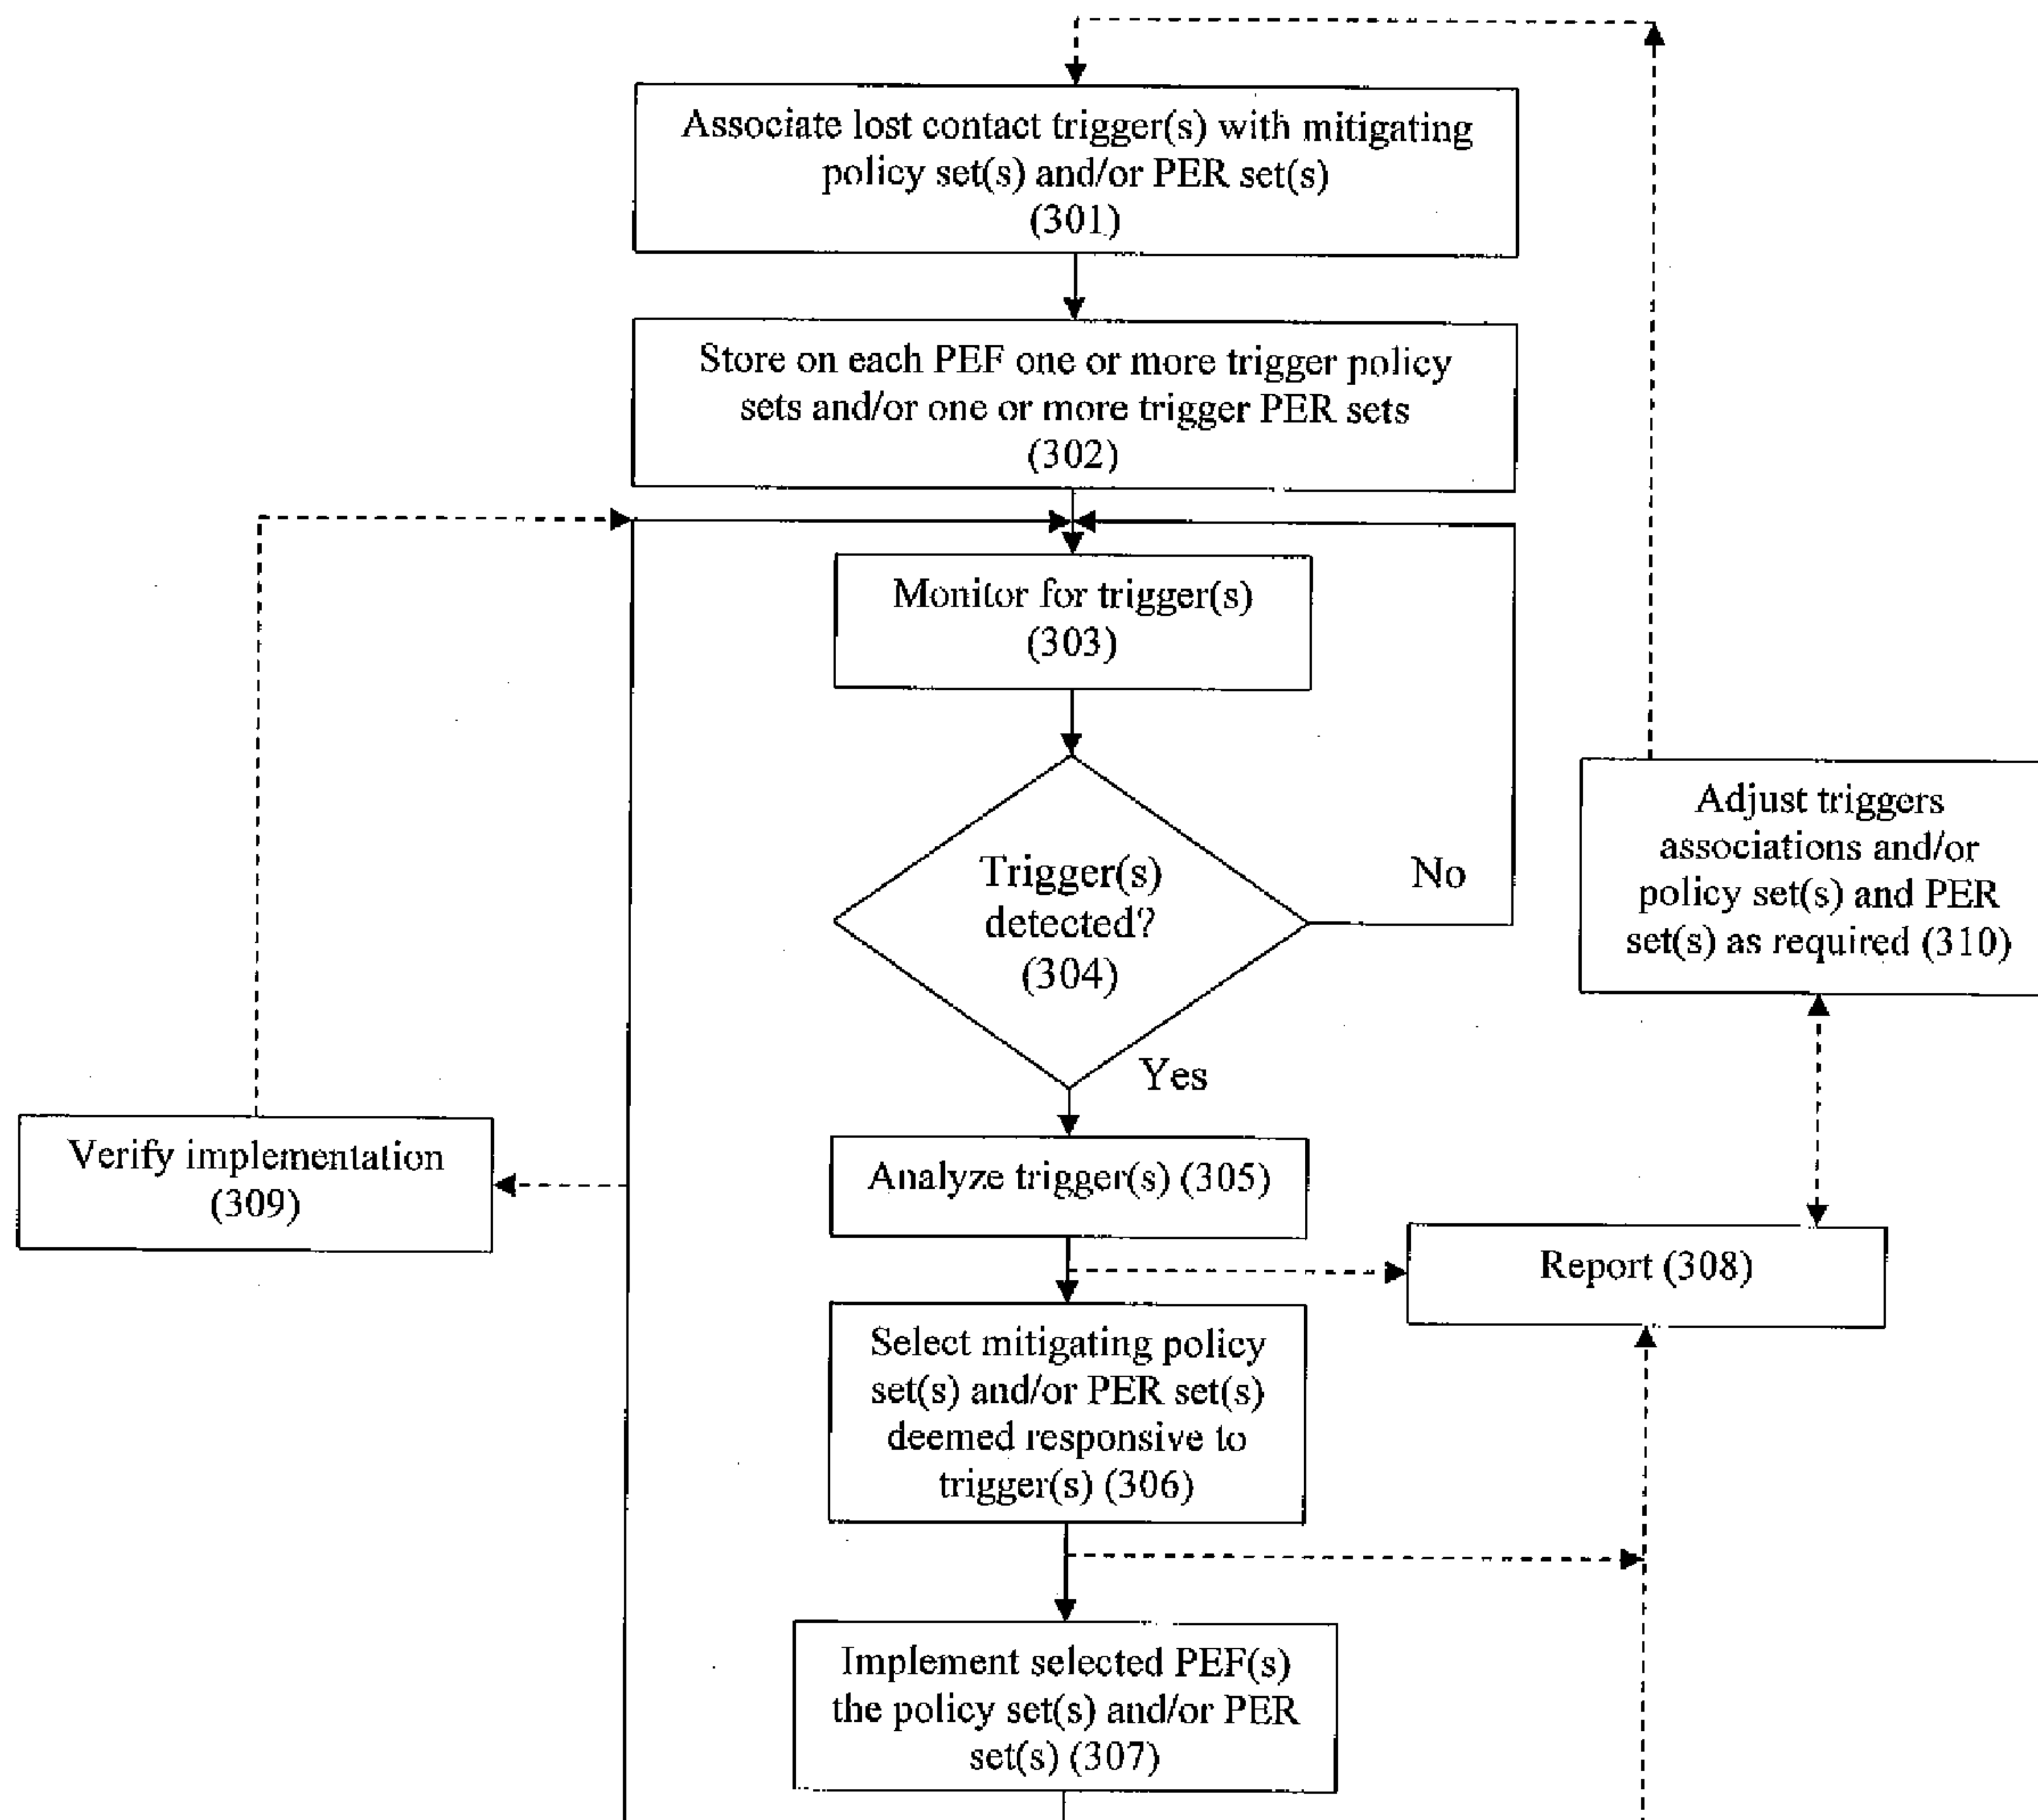 Associate lost contact trigger(s) with mitigating
policy set(s) and/or PER set(s)
(301)
Store on each PEF one or more trigger policy
sets and/or one or more trigger PER sets
(302)
Monitor for trigger(s)
(303)
Trigger(s)
detected?
(304)
No
Yes
Adjust triggers
associations and/or
policy set(s) and PER
set(s) as required (310)
Verify implementation
(309)
Analyze trigger(s) (305)
Report (308)
Select mitigating policy
set(s) and/or PER set(s)
deemed responsive to
trigger(s) (306)
Implement selected PEF(s)
the policy set(s) and/or PER
set(s) (307)